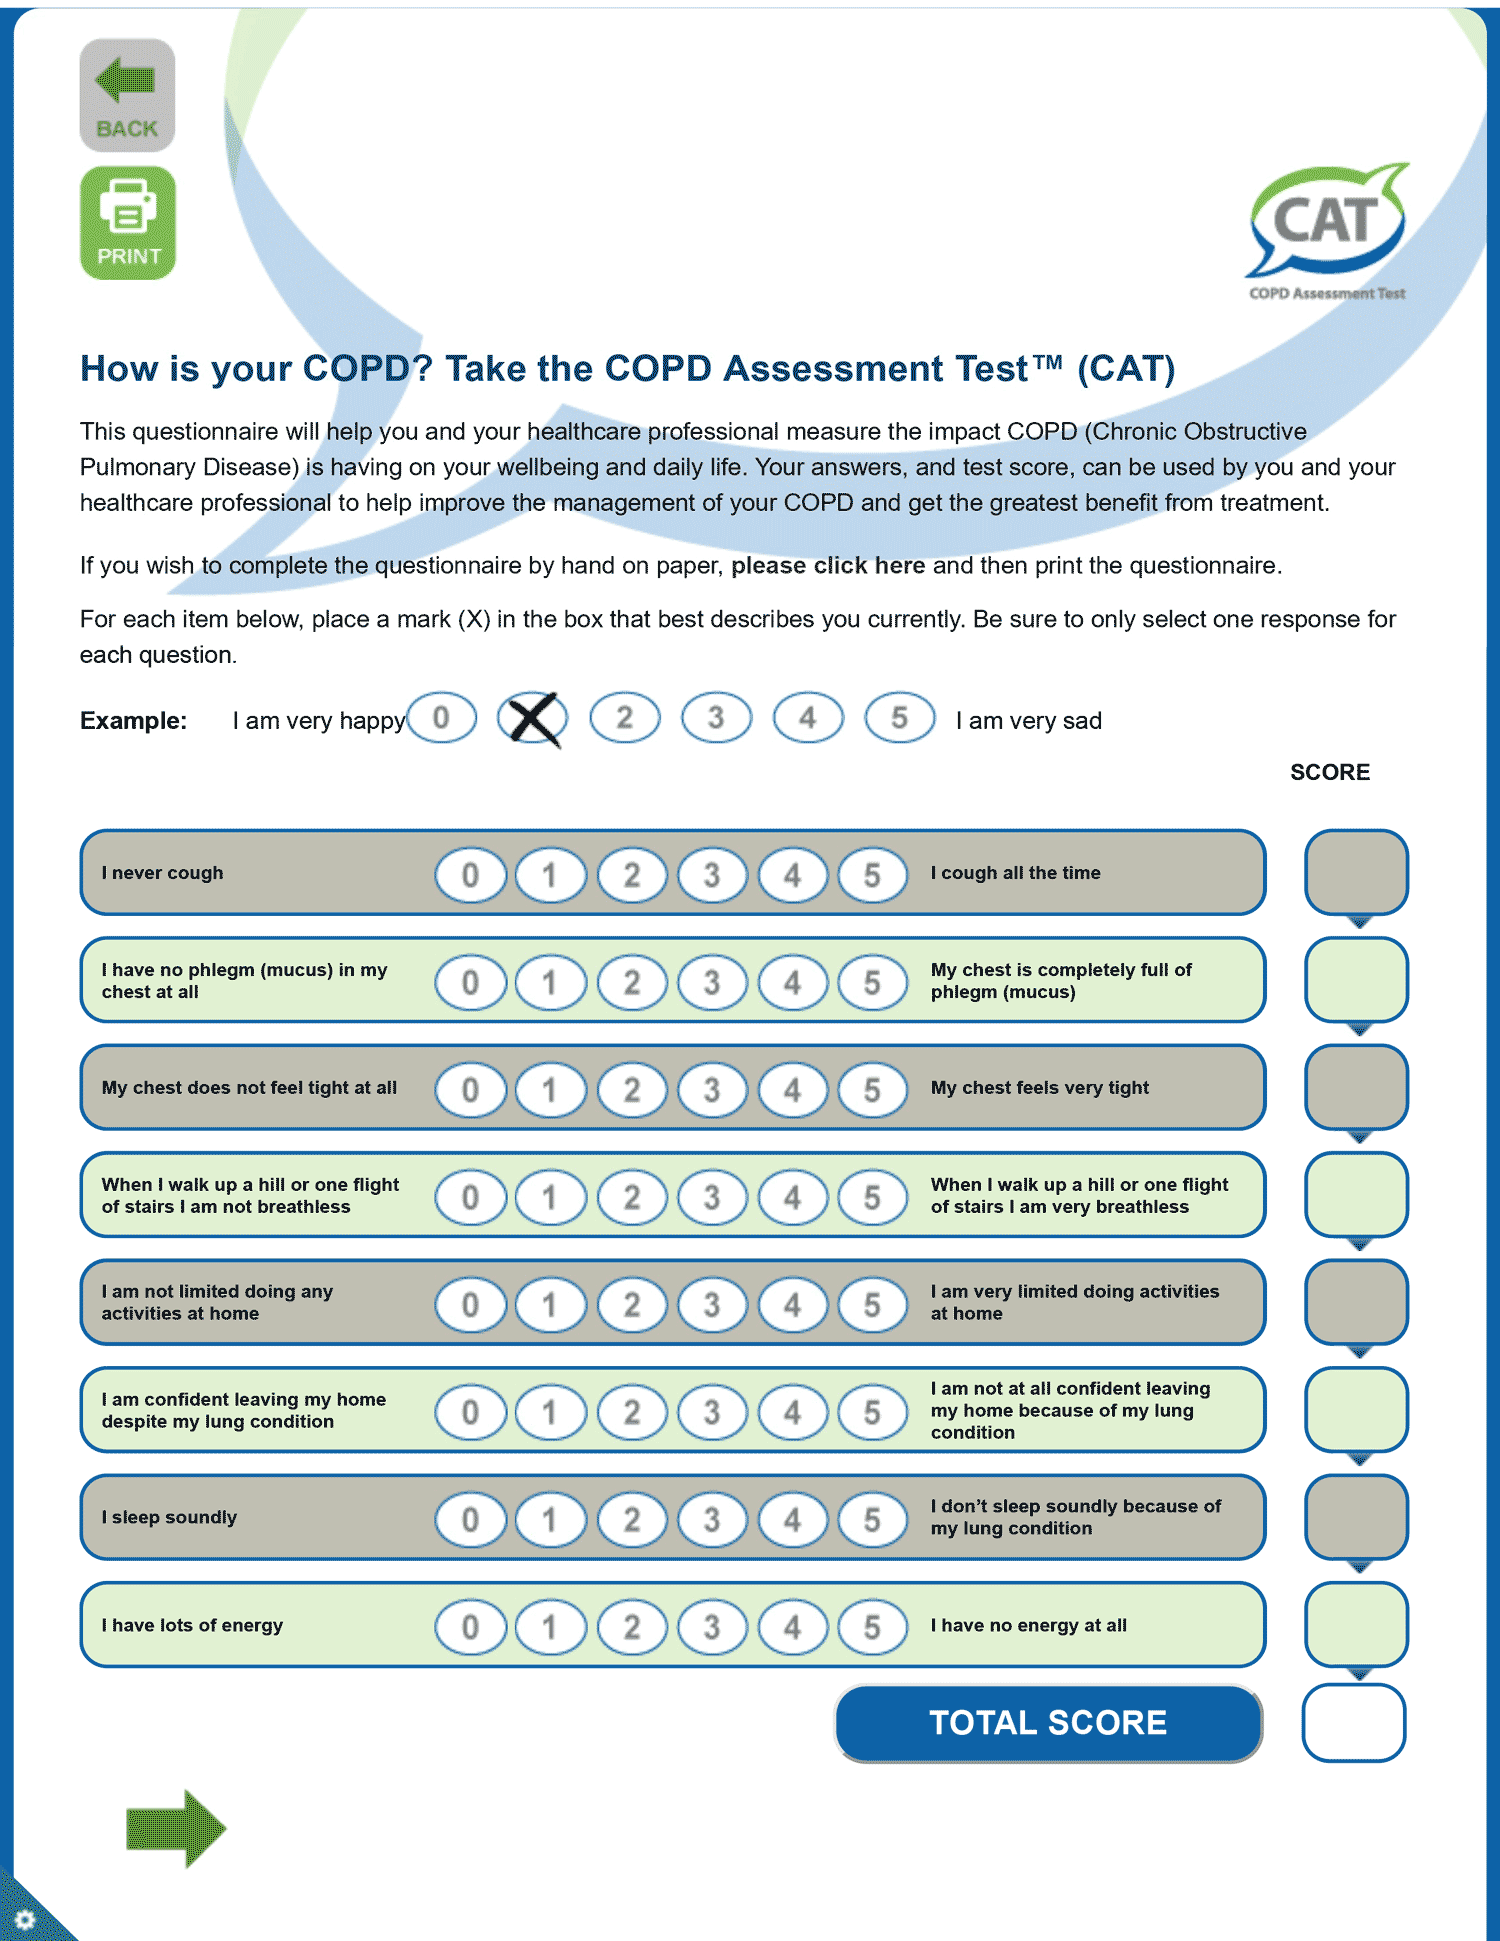 BACK
PRINT
CAT
COPD Assessment Test
How is your COPD? Take the COPD Assessment Test™ (CAT)
This questionnaire will help you and your healthcare professional measure the impact COPD (Chronic Obstructive
Pulmonary Disease) is having on your wellbeing and daily life. Your answers, and test score, can be used by you and your
healthcare professional to help improve the management of your COPD and get the greatest benefit from treatment.
If you wish to complete the questionnaire by hand on paper, please click here and then print the questionnaire.
For each item below, place a mark (X) in the box that best describes you currently. Be sure to only select one response for
each question.
Example: I am very happy 0 X 2 3 4 5 I am very sad
SCORE
I never cough 0 1 2 3 4 5 I cough all the time
I have no phlegm (mucus) in my
chest at all
0 1 2 3 4 5
My chest is completely full of
phlegm (mucus)
My chest does not feel tight at all 0 1 2 3 4 5 My chest feels very tight
When I walk up a hill or one flight
of stairs I am not breathless
0 1 2 3 4 5
When I walk up a hill or one flight
of stairs I am very breathless
I am not limited doing any
activities at home
0 1 2 3 4 5
I am very limited doing activities
at home
I am confident leaving my home
despite my lung condition
0 1 2 3 4 5
I am not at all confident leaving
my home because of my lung
condition
I sleep soundly 0 1 2 3 4 5
I don’t sleep soundly because of
my lung condition
I have lots of energy 0 1 2 3 4 5 I have no energy at all
TOTAL SCORE